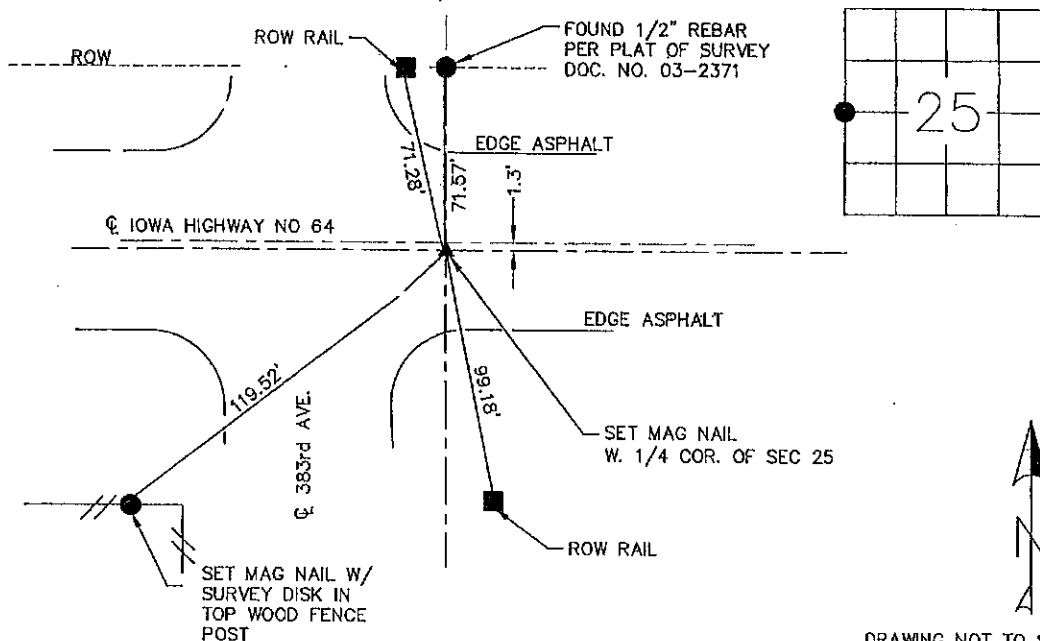 ROW RAIL
FOUND 1/2" REBAR
PER PLAT OF SURVEY
DOC. NO. 03-2371
ROW
25
EDGE ASPHALT
71.28'
71.57'
1.3'
℄ IOWA HIGHWAY NO 64
EDGE ASPHALT
119.52'
℄ 383rd AVE.
99.18'
SET MAG NAIL
W. 1/4 COR. OF SEC 25
N
ROW RAIL
SET MAG NAIL W/
SURVEY DISK IN
TOP WOOD FENCE
POST
DRAWING NOT TO